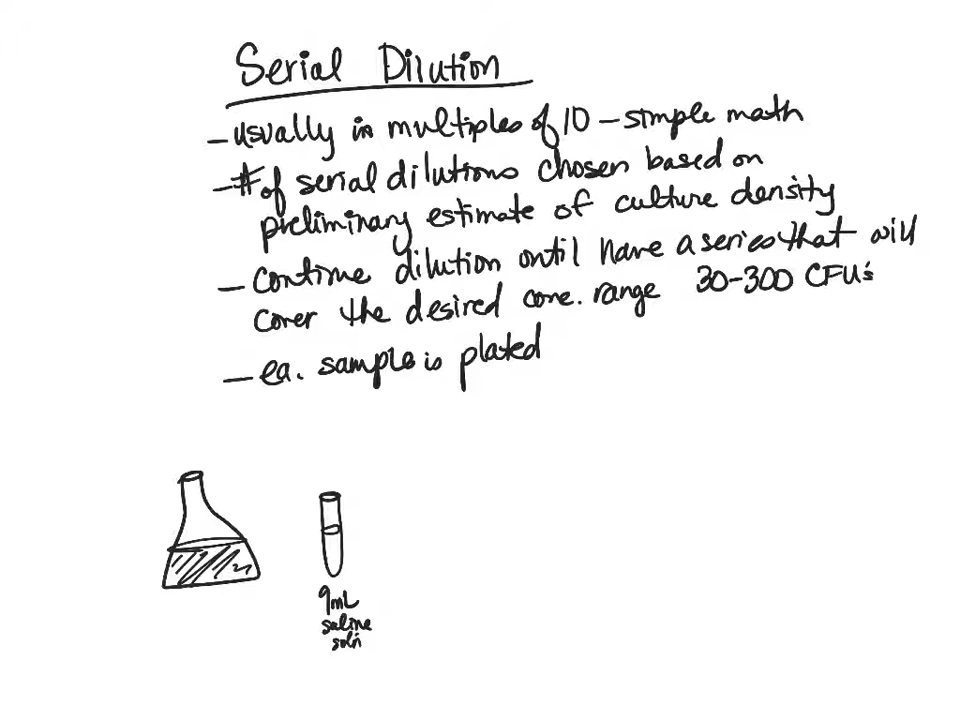 Serial Dilution
- usually in multiples of 10 - simple math
- # of serial dilutions chosen based on
preliminary estimate of culture density
- continue dilution until have a series that will
cover the desired conc. range 30-300 CFU's
- ea. sample is plated
9mL
saline
soln